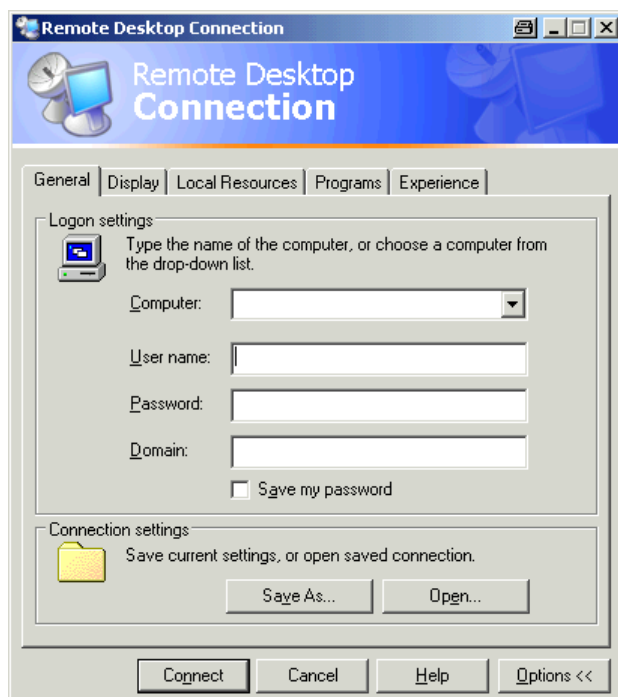 Remote Desktop Connection
Remote Desktop
Connection
General Display Local Resources Programs Experience
Logon settings
Type the name of the computer, or choose a computer from
the drop-down list.
Computer:
User name:
Password:
Domain:
Save my password
Connection settings
Save current settings, or open saved connection.
Save As... Open...
Connect Cancel Help Options <<